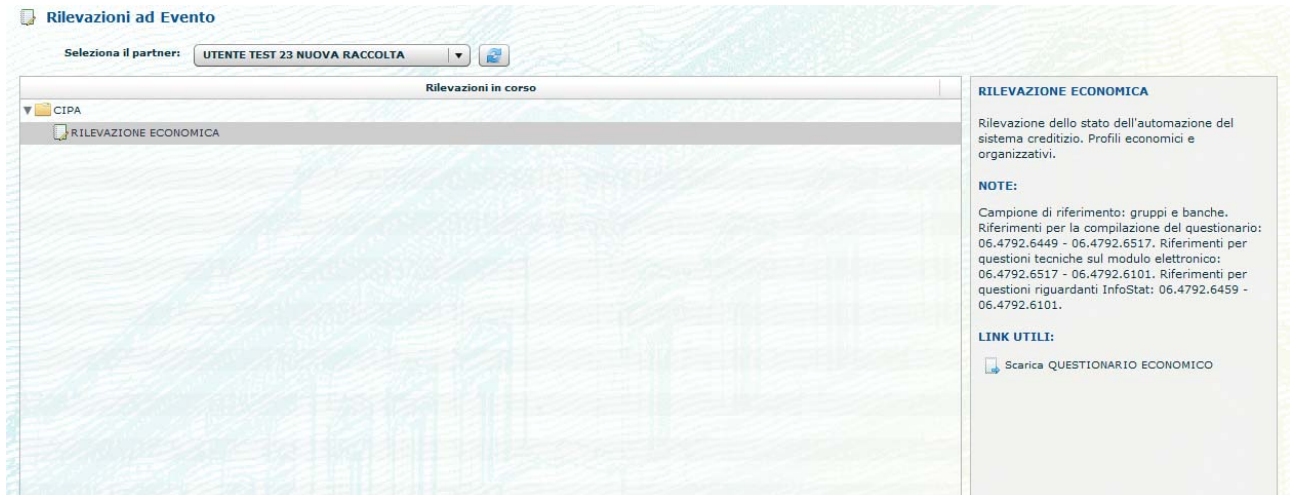 Rilevazioni ad Evento
Seleziona il partner: UTENTE TEST 23 NUOVA RACCOLTA
Rilevazioni in corso
CIPA
RILEVAZIONE ECONOMICA
RILEVAZIONE ECONOMICA
Rilevazione dello stato dell'automazione del
sistema creditizio. Profili economici e
organizzativi.
NOTE:
Campione di riferimento: gruppi e banche.
Riferimenti per la compilazione del questionario:
06.4792.6449 - 06.4792.6517. Riferimenti per
questioni tecniche sul modulo elettronico:
06.4792.6517 - 06.4792.6101. Riferimenti per
questioni riguardanti InfoStat: 06.4792.6459 -
06.4792.6101.
LINK UTILI:
Scarica QUESTIONARIO ECONOMICO